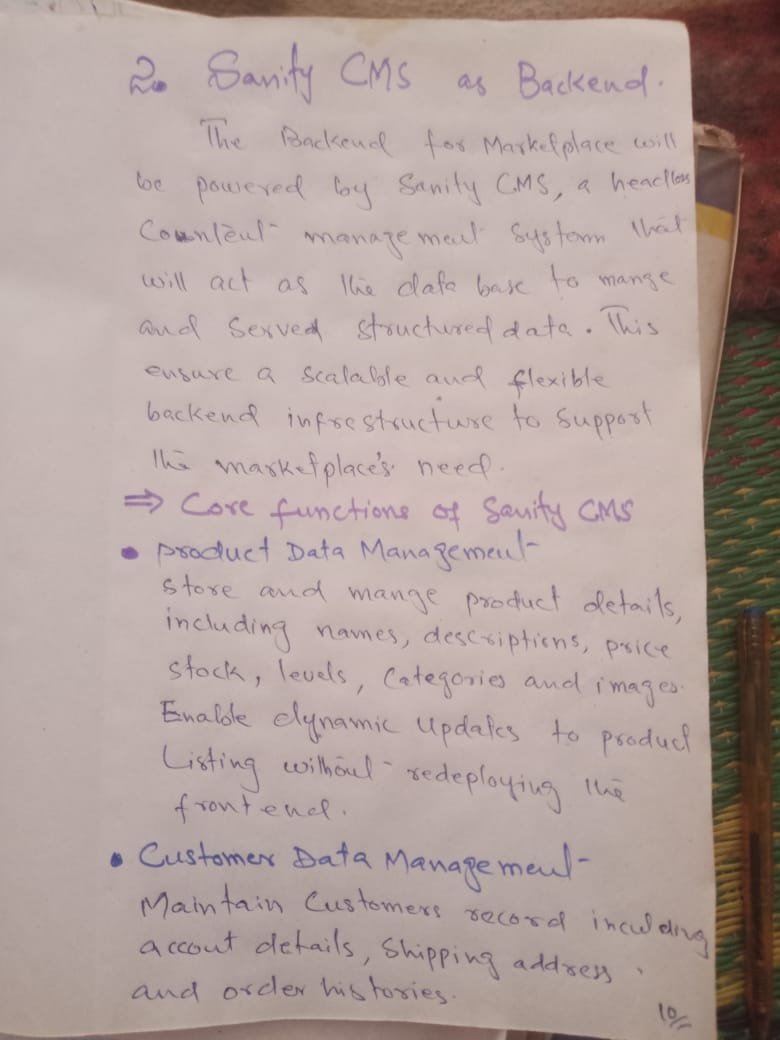 2. Sanity CMS as Backend.
The Backend for Marketplace will
be powered by Sanity CMS, a headless
Countent management System that
will act as the data base to mange
and Served structured data. This
ensure a scalable and flexible
backend infrestructure to Support
the marketplace's need.
⇒ Core functions of Sanity CMS
• Product Data Management
store and mange product details,
including names, descriptions, price
stock, levels, Categories and images.
Enable dynamic Updates to product
Listing without redeploying the
frontend.
• Customer Data Management
Maintain Customers record inculding
accout details, Shipping address,
and order histories.
10